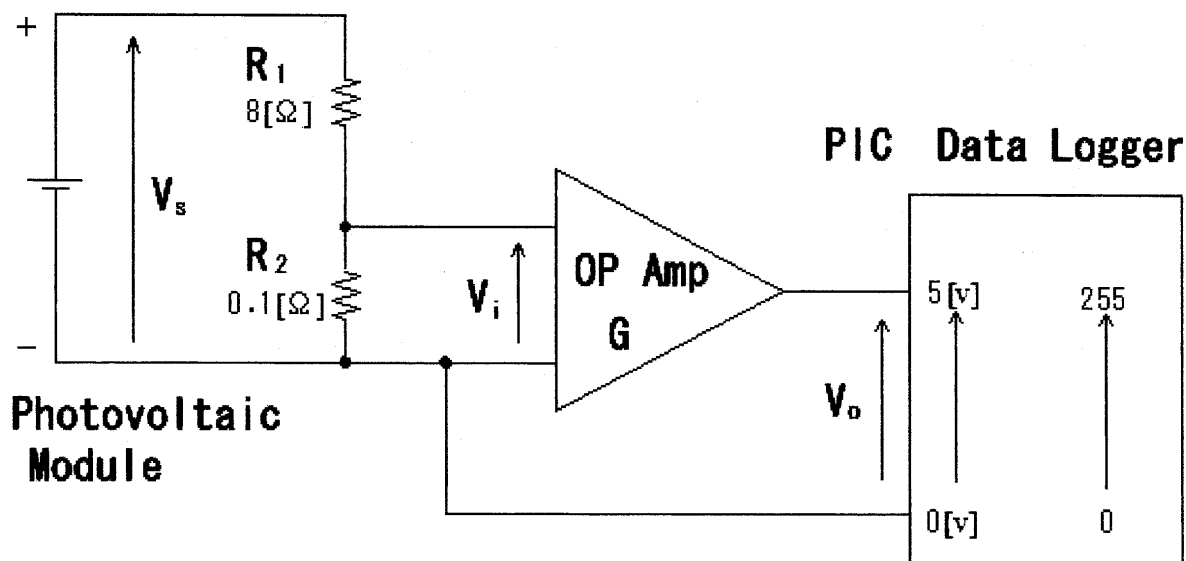 +
R₁
8[Ω]
Vₛ
PIC Data Logger
R₂
0.1[Ω]
Vᵢ
OP Amp
G
5[v]
255
−
Vₒ
Photovoltaic
Module
0[v]
0